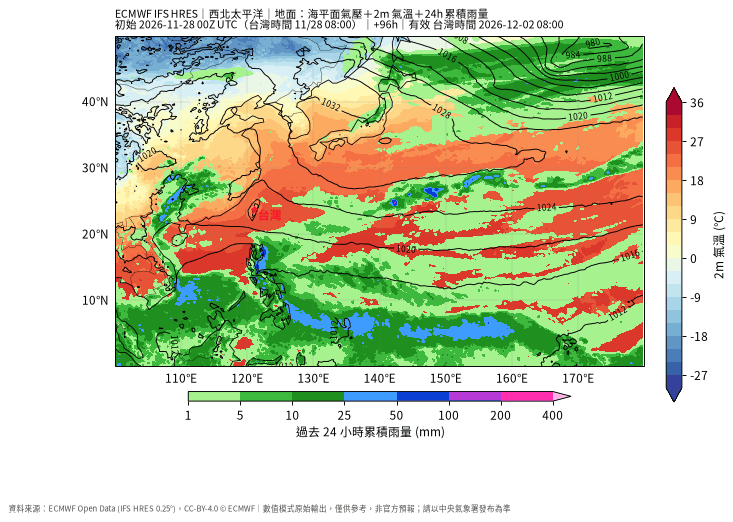 ECMWF IFS HRES｜西北太平洋｜地面：海平面氣壓＋2m 氣溫＋24h 累積雨量
初始 2026-11-28 00Z UTC（台灣時間 11/28 08:00）｜+96h｜有效 台灣時間 2026-12-02 08:00
980
984
988
1000
1012
1020
1016
1032
1028
1020
1024
1020
1016
1012
1012
台灣
40°N
30°N
20°N
10°N
110°E 120°E 130°E 140°E 150°E 160°E 170°E
36
27
18
9
0
-9
-18
-27
2m 氣溫 (°C)
1 5 10 25 50 100 200 400
過去 24 小時累積雨量 (mm)
資料來源：ECMWF Open Data (IFS HRES 0.25°)，CC-BY-4.0 © ECMWF｜數值模式原始輸出，僅供參考，非官方預報；請以中央氣象署發布為準